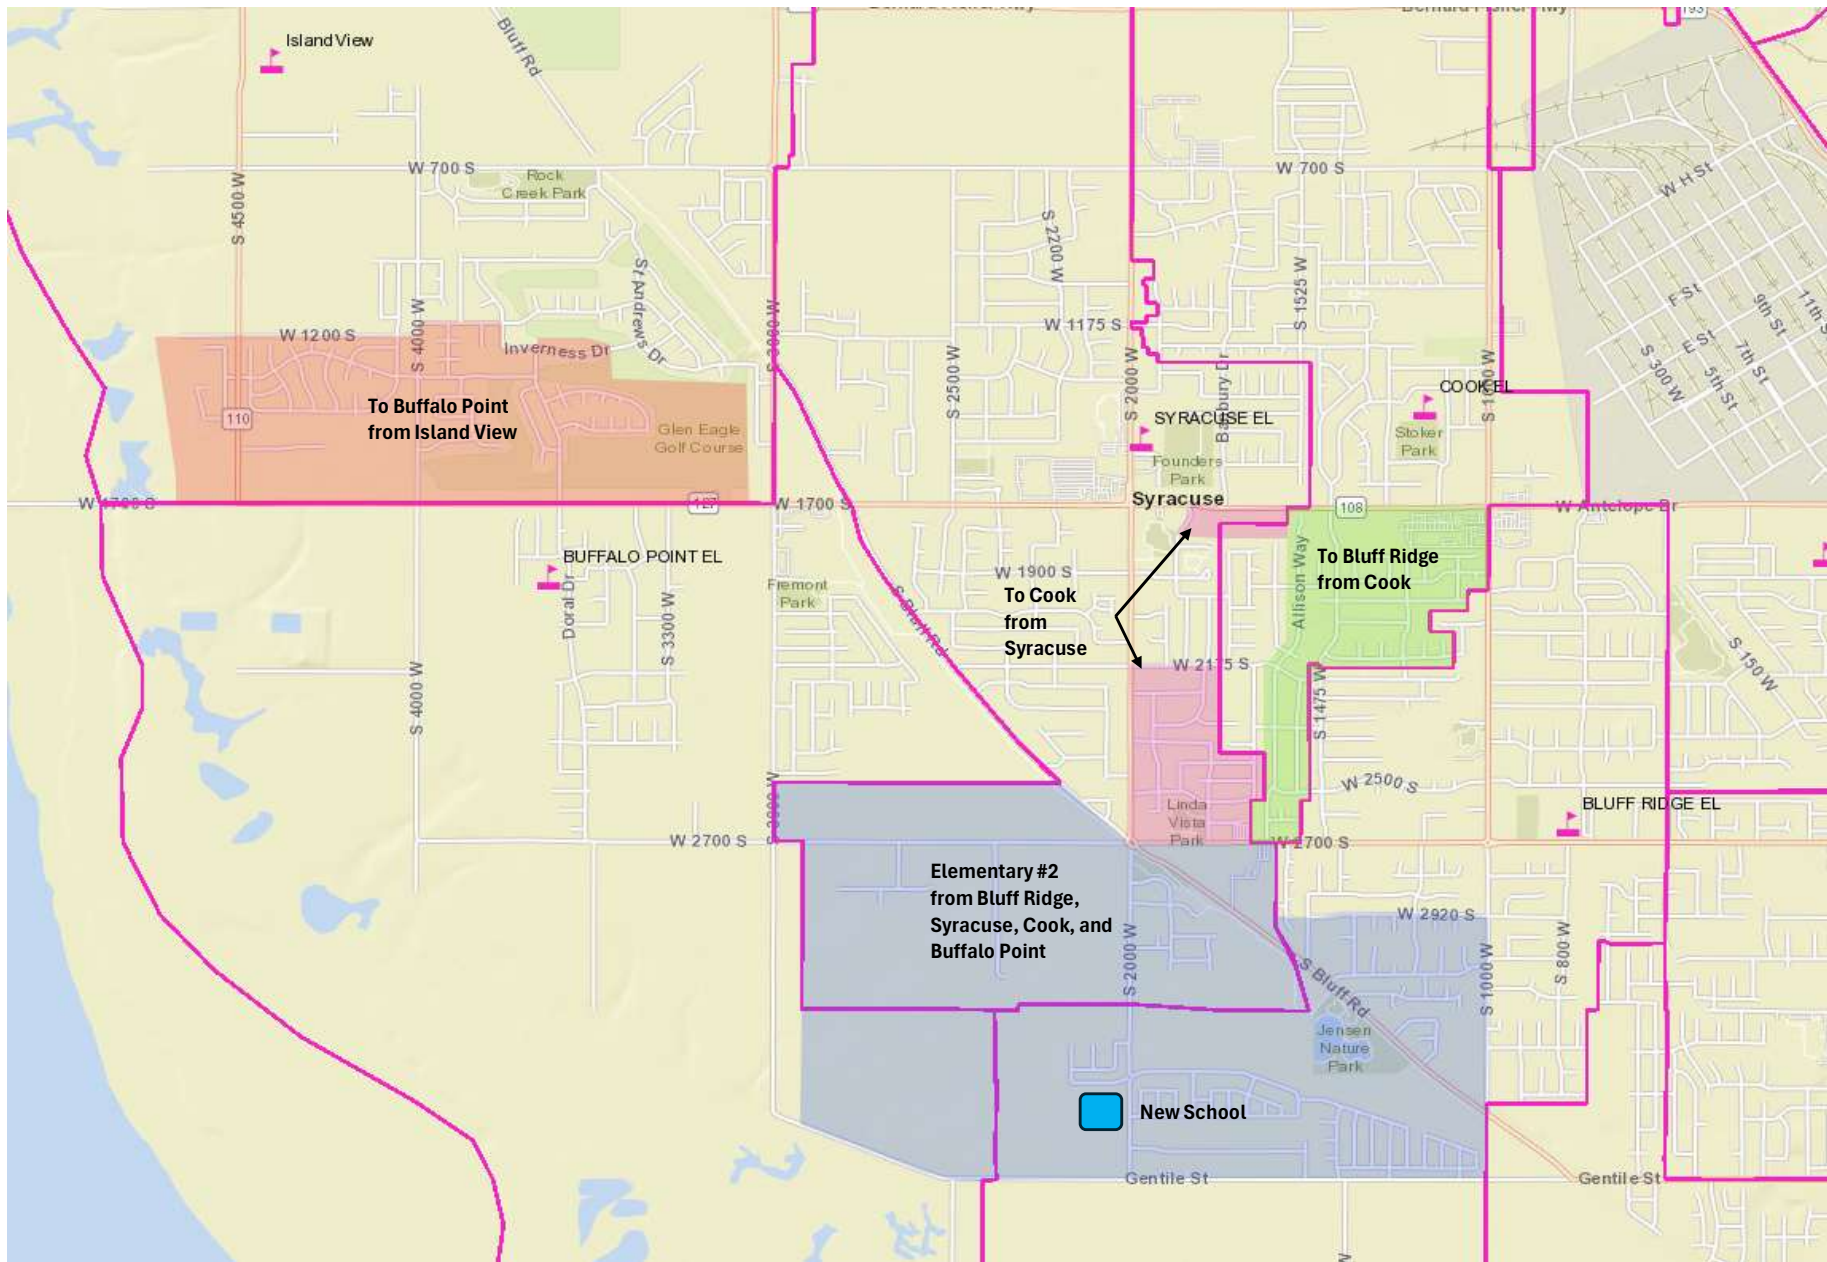 Island View
Bluff Rd
193
W 700 S
W 700 S
Rock
Creek Park
S 4500 W
S 2200 W
W H St
St Andrews Dr
S 1525 W
F St
9th St
11th S
E St
7th St
5th St
S 300 W
W 1200 S
S 4000 W
Inverness Dr
S 3000 W
W 1175 S
S 2500 W
S 2000 W
Banbury Dr
S 1000 W
COOK EL
SYRACUSE EL
Stoker
Park
110
To Buffalo Point
from Island View
Glen Eagle
Golf Course
Founders
Park
Syracuse
W 1700 S
127
W 1700 S
108
W Antelope Dr
BUFFALO POINT EL
Doral Dr
S 3300 W
Fremont
Park
W 1900 S
S Bluff Rd
To Cook
from
Syracuse
Allison Way
To Bluff Ridge
from Cook
W 2175 S
S 1475 W
S 150 W
S 4000 W
S 3000 W
W 2500 S
Linda
Vista
Park
BLUFF RIDGE EL
W 2700 S
W 2700 S
Elementary #2
from Bluff Ridge,
Syracuse, Cook, and
Buffalo Point
W 2920 S
S 2000 W
S Bluff Rd
S 1000 W
S 800 W
Jensen
Nature
Park
New School
Gentile St
Gentile St